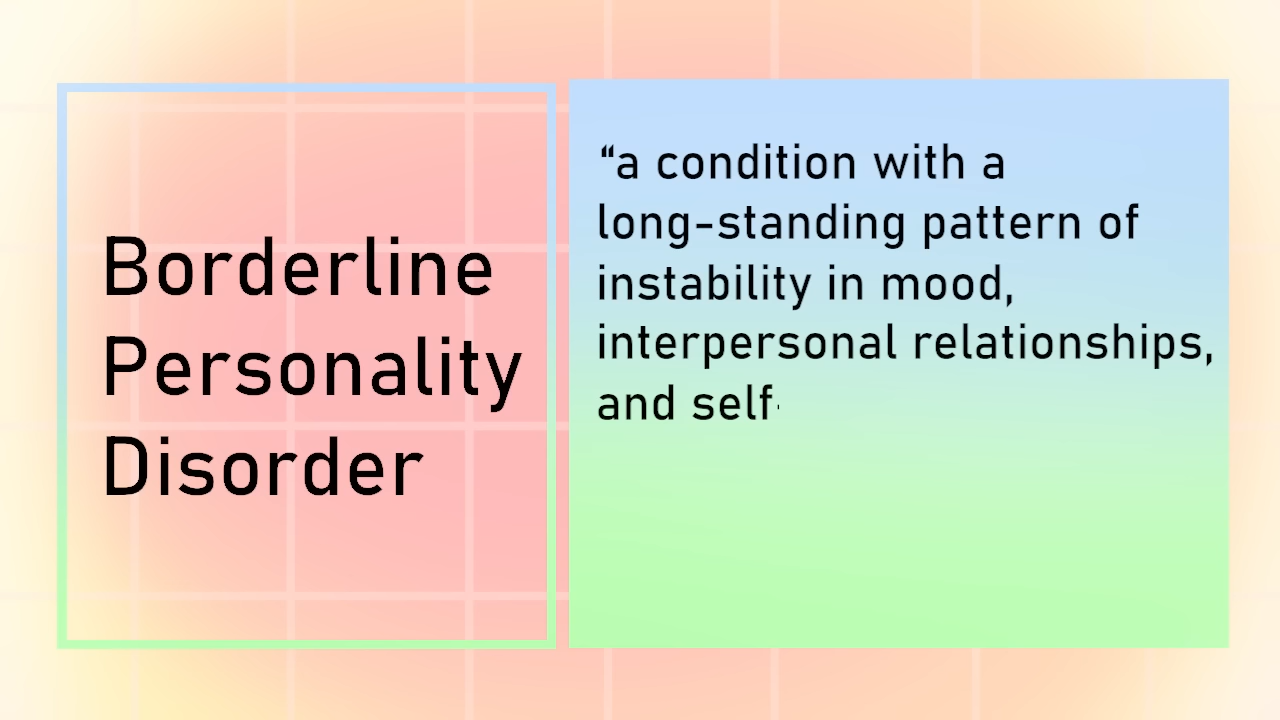 Borderline
Personality
Disorder
“a condition with a
long-standing pattern of
instability in mood,
interpersonal relationships,
and self